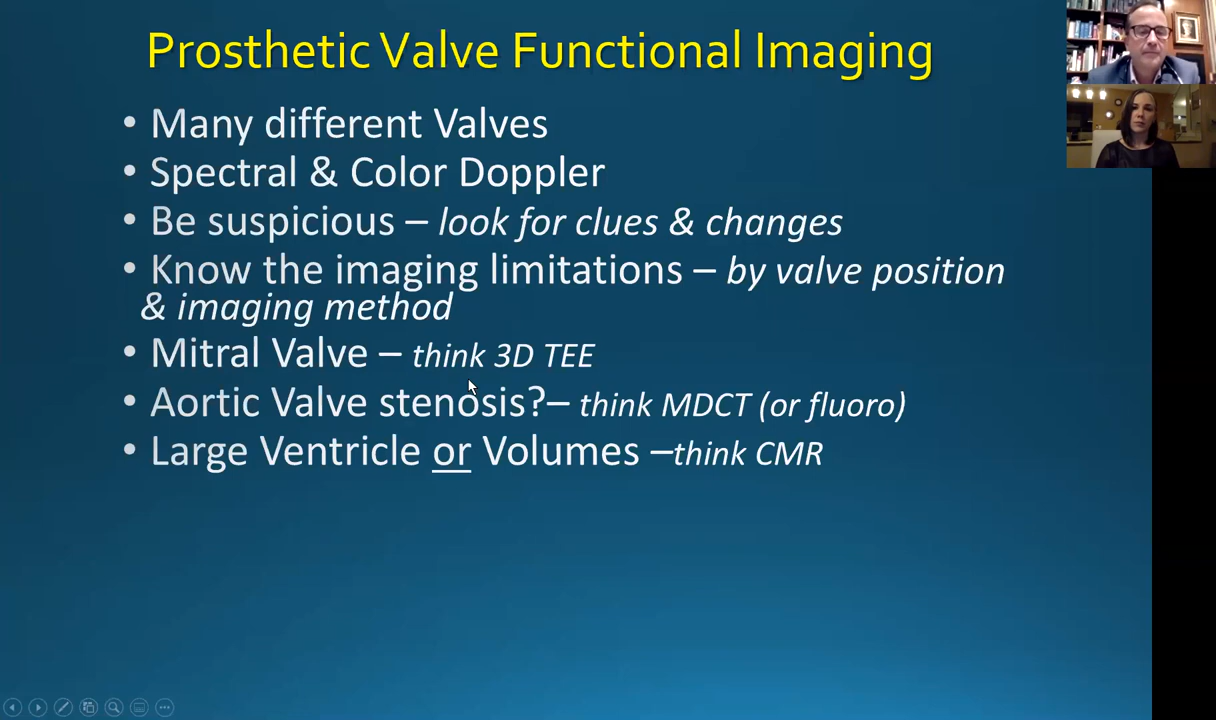 Prosthetic Valve Functional Imaging
• Many different Valves
• Spectral & Color Doppler
• Be suspicious – look for clues & changes
• Know the imaging limitations – by valve position
& imaging method
• Mitral Valve – think 3D TEE
• Aortic Valve stenosis?– think MDCT (or fluoro)
• Large Ventricle or Volumes –think CMR